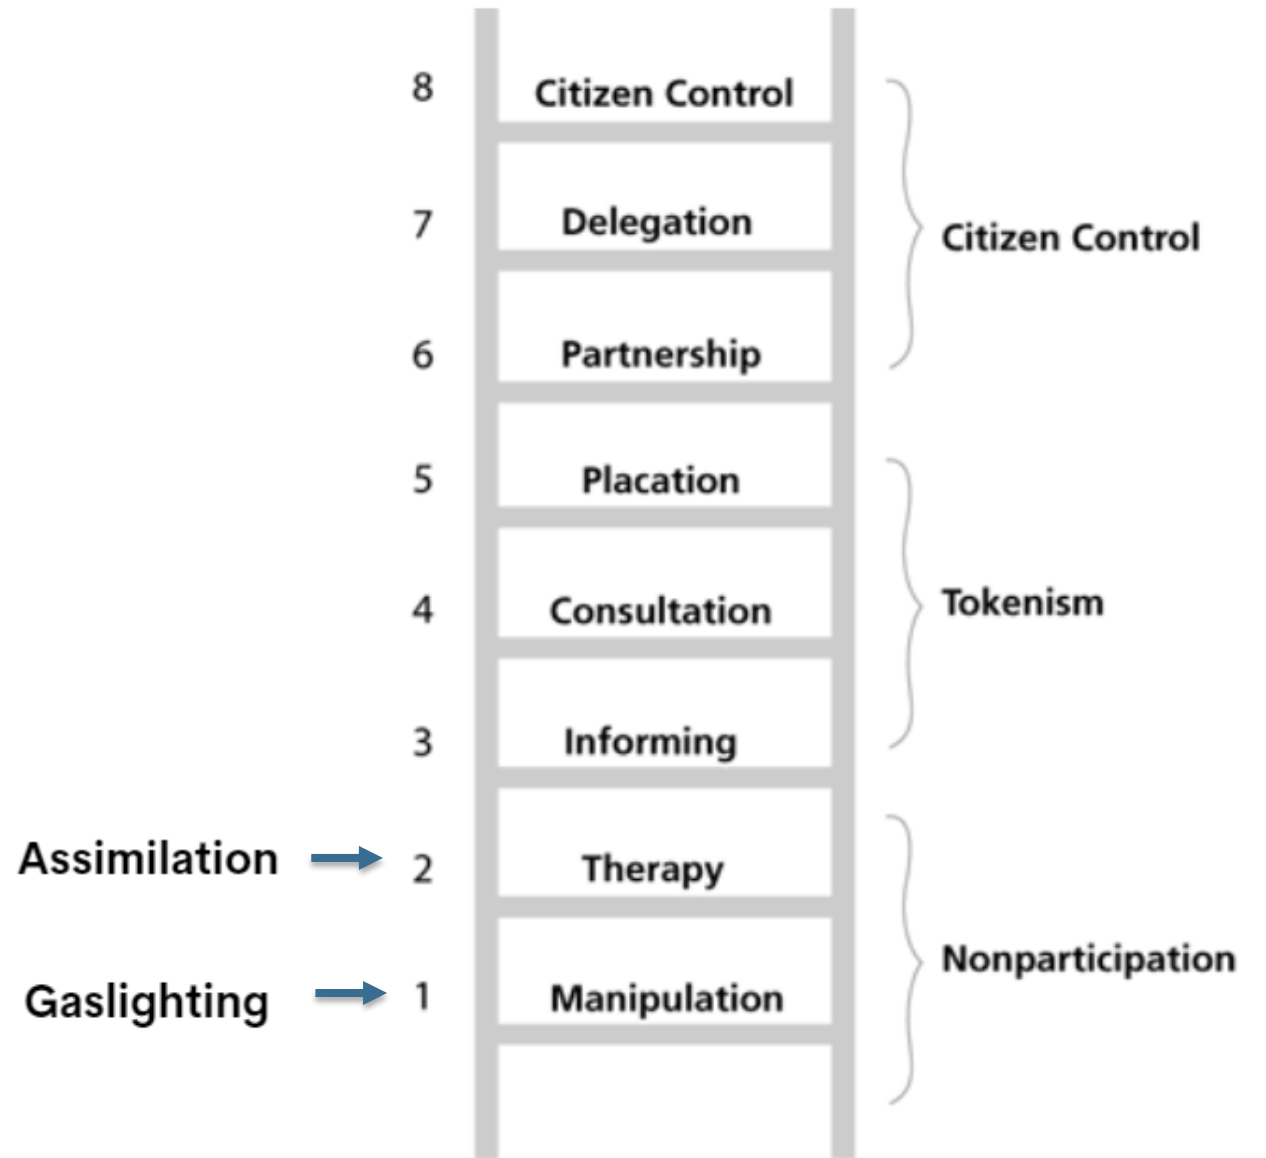 8 Citizen Control
7 Delegation
Citizen Control
6 Partnership
5 Placation
Tokenism
4 Consultation
3 Informing
Assimilation 2 Therapy
Nonparticipation
Gaslighting 1 Manipulation